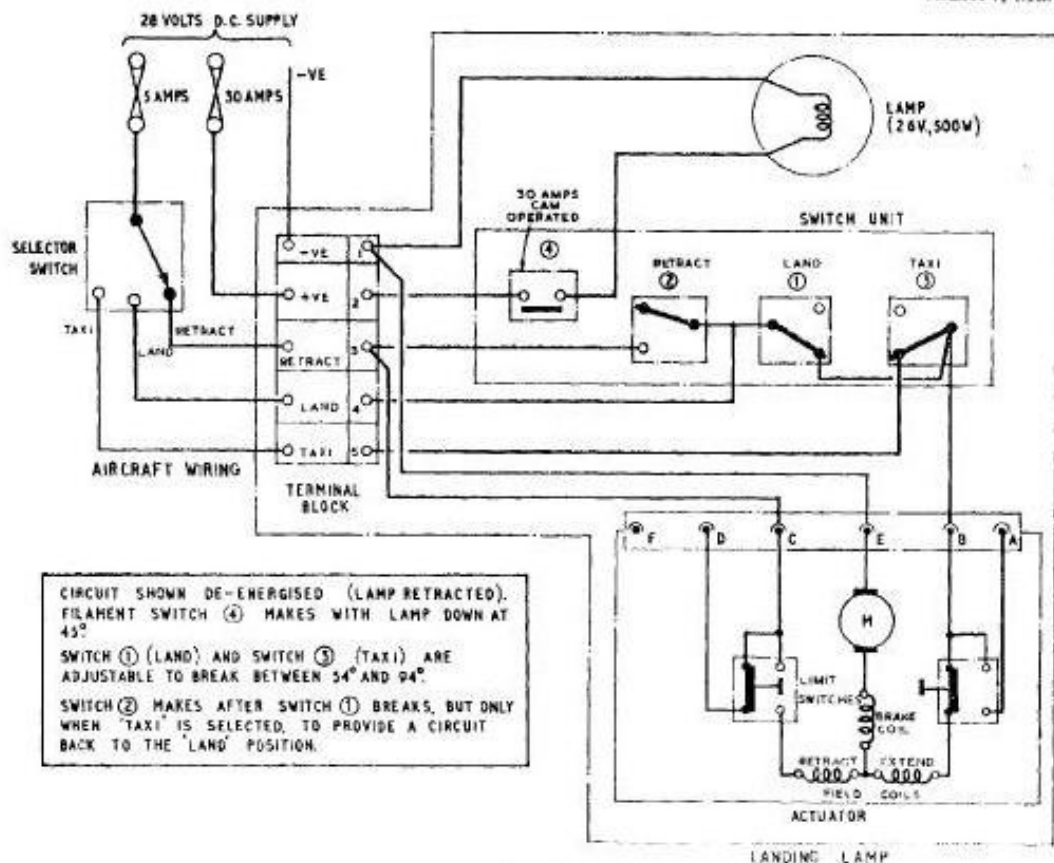 28 VOLTS D.C. SUPPLY
-VE
5 AMPS
30 AMPS
LAMP
(26V, 500W)
30 AMPS
CAM
OPERATED
SWITCH UNIT
SELECTOR
SWITCH
④
RETRACT
②
LAND
①
TAXI
③
-VE 1
+VE 2
TAXI
LAND
RETRACT
RETRACT 3
LAND 4
TAXI 5
AIRCRAFT WIRING
TERMINAL
BLOCK
F D C E B A
M
LIMIT
SWITCHES
BRAKE
COIL
RETRACT EXTEND
FIELD COILS
ACTUATOR
LANDING LAMP
CIRCUIT SHOWN DE-ENERGISED (LAMP RETRACTED).
FILAMENT SWITCH ④ MAKES WITH LAMP DOWN AT
45°.
SWITCH ① (LAND) AND SWITCH ③ (TAXI) ARE
ADJUSTABLE TO BREAK BETWEEN 54° AND 94°.
SWITCH ② MAKES AFTER SWITCH ① BREAKS, BUT ONLY
WHEN 'TAXI' IS SELECTED, TO PROVIDE A CIRCUIT
BACK TO THE 'LAND' POSITION.